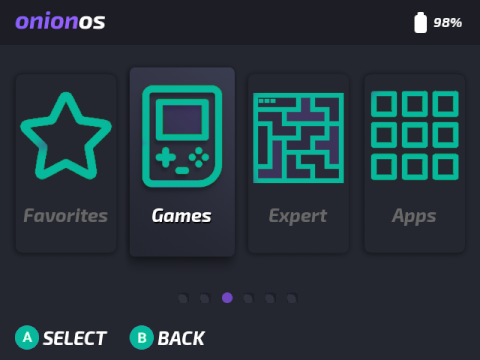 onionos
98%
Favorites
Games
Expert
Apps
A SELECT B BACK